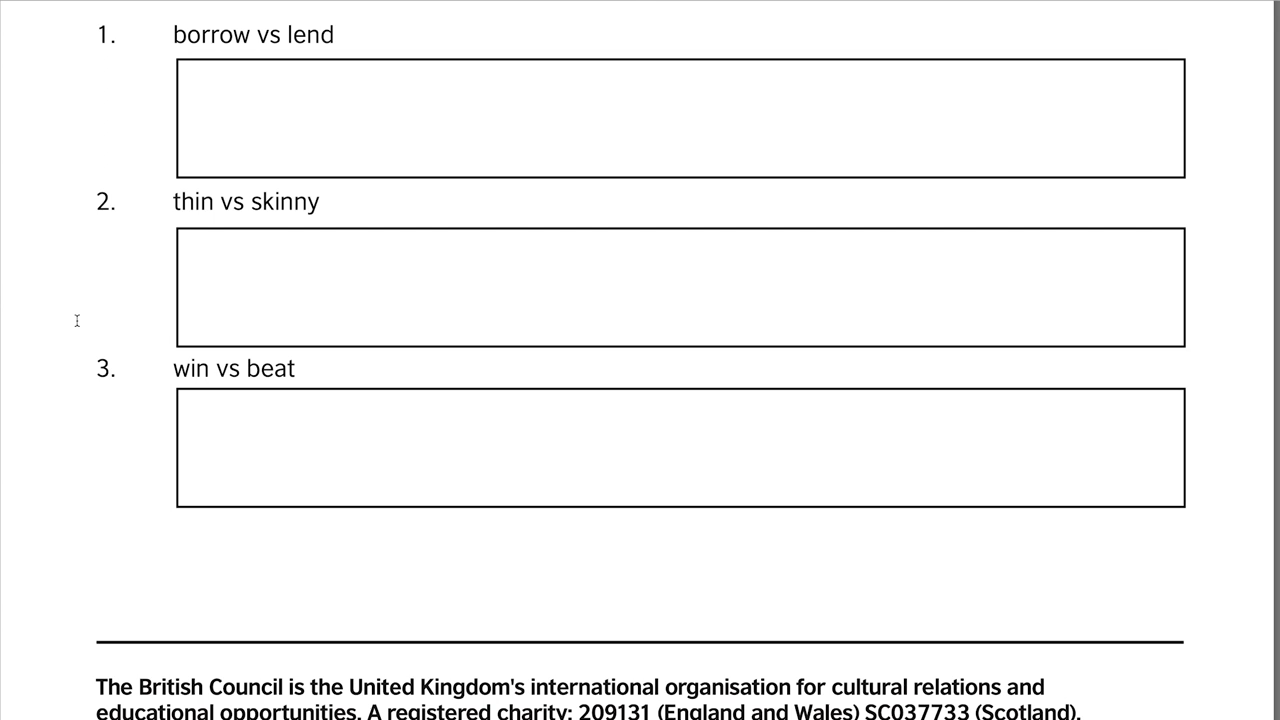 1. borrow vs lend
2. thin vs skinny
3. win vs beat
The British Council is the United Kingdom's international organisation for cultural relations and
educational opportunities. A registered charity: 209131 (England and Wales) SC037733 (Scotland).